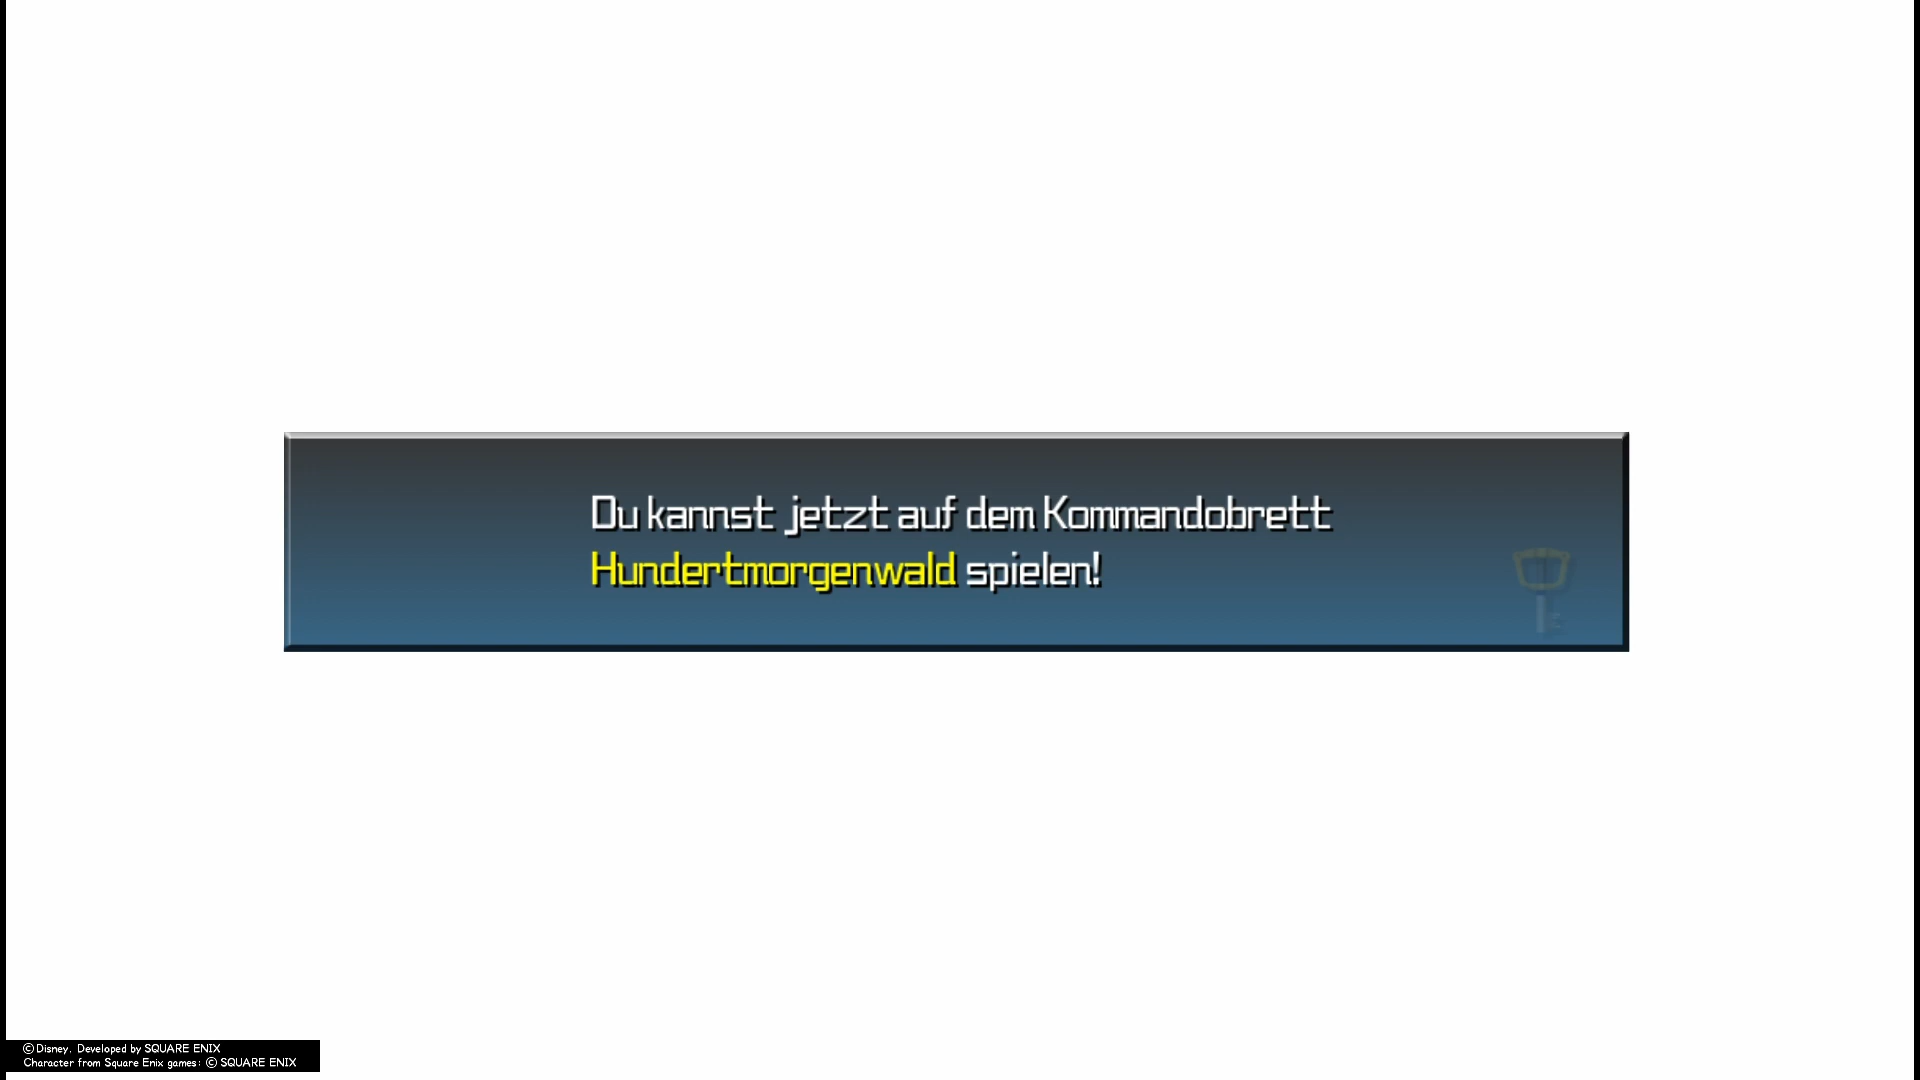 Du kannst jetzt auf dem Kommandobrett
Hundertmorgenwald spielen!
© Disney. Developed by SQUARE ENIX
Character from Square Enix games: © SQUARE ENIX